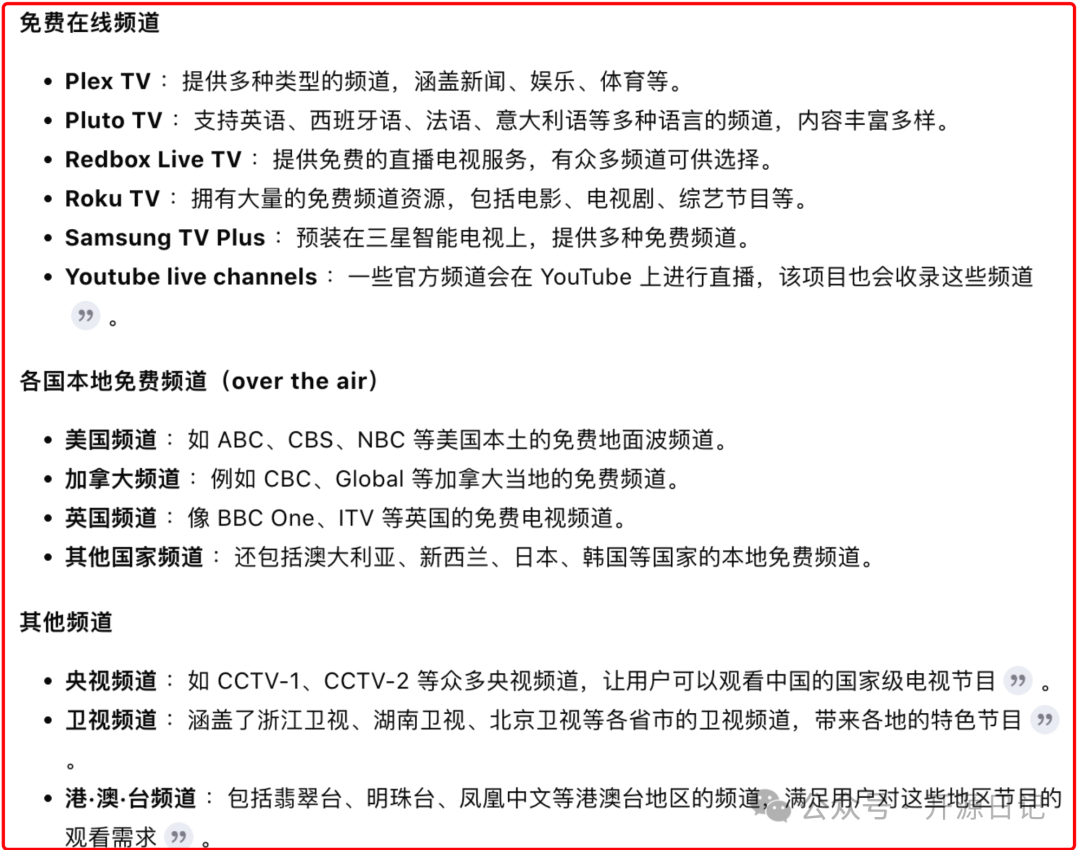 免费在线频道
• Plex TV： 提供多种类型的频道，涵盖新闻、娱乐、体育等。
• Pluto TV： 支持英语、西班牙语、法语、意大利语等多种语言的频道，内容丰富多样。
• Redbox Live TV： 提供免费的直播电视服务，有众多频道可供选择。
• Roku TV： 拥有大量的免费频道资源，包括电影、电视剧、综艺节目等。
• Samsung TV Plus： 预装在三星智能电视上，提供多种免费频道。
• Youtube live channels： 一些官方频道会在 YouTube 上进行直播，该项目也会收录这些频道
” 。
各国本地免费频道（over the air）
• 美国频道： 如 ABC、CBS、NBC 等美国本土的免费地面波频道。
• 加拿大频道： 例如 CBC、Global 等加拿大当地的免费频道。
• 英国频道： 像 BBC One、ITV 等英国的免费电视频道。
• 其他国家频道： 还包括澳大利亚、新西兰、日本、韩国等国家的本地免费频道。
其他频道
• 央视频道： 如 CCTV-1、CCTV-2 等众多央视频道，让用户可以观看中国的国家级电视节目 ” 。
• 卫视频道： 涵盖了浙江卫视、湖南卫视、北京卫视等各省市的卫视频道，带来各地的特色节目 ”
。
• 港·澳·台频道： 包括翡翠台、明珠台、凤凰中文等港澳台地区的频道，满足用户对这些地区节目的
观看需求 ” 。
公众号 开源日记